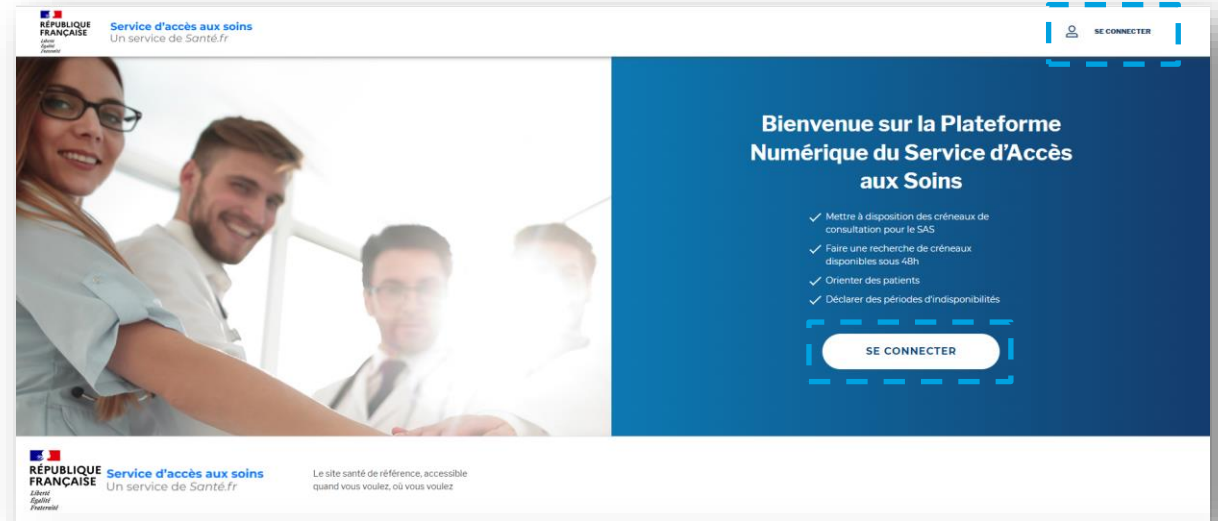 RÉPUBLIQUE
FRANÇAISE
Liberté
Égalité
Fraternité
Service d'accès aux soins
Un service de Santé.fr
SE CONNECTER
Bienvenue sur la Plateforme
Numérique du Service d'Accès
aux Soins
Mettre à disposition des créneaux de
consultation pour le SAS
Faire une recherche de créneaux
disponibles sous 48h
Orienter des patients
Déclarer des périodes d'indisponibilités
SE CONNECTER
RÉPUBLIQUE
FRANÇAISE
Liberté
Égalité
Fraternité
Service d'accès aux soins
Un service de Santé.fr
Le site santé de référence, accessible
quand vous voulez, où vous voulez